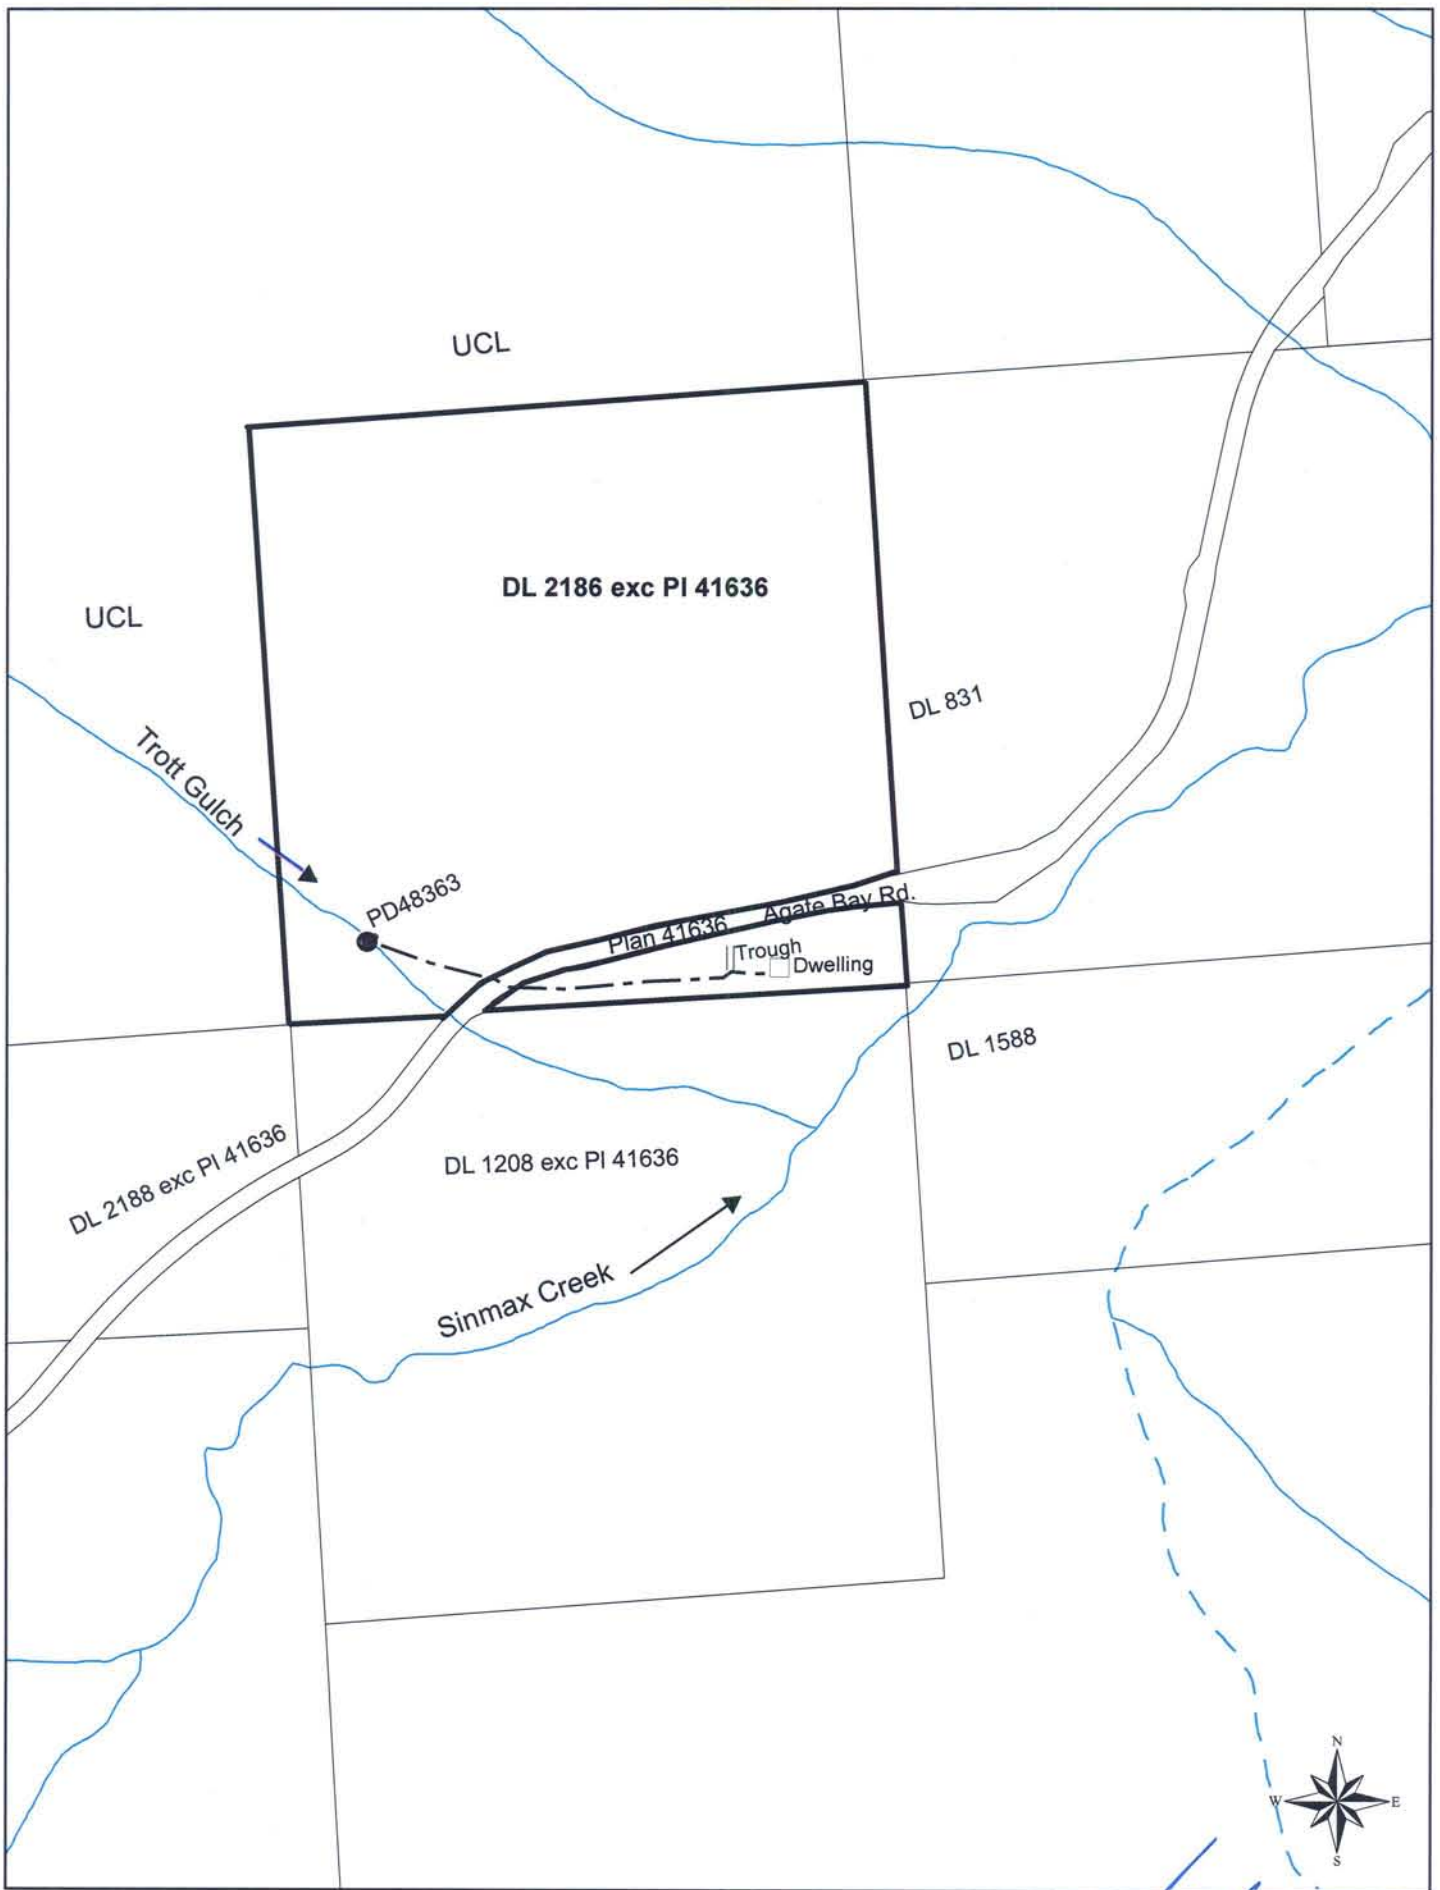 UCL
DL 2186 exc Pl 41636
UCL
DL 831
Trott Gulch
PD48363
Agate Bay Rd.
Plan 41636
Trough
Dwelling
DL 1588
DL 2188 exc Pl 41636
DL 1208 exc Pl 41636
Sinmax Creek
N
W
E
S